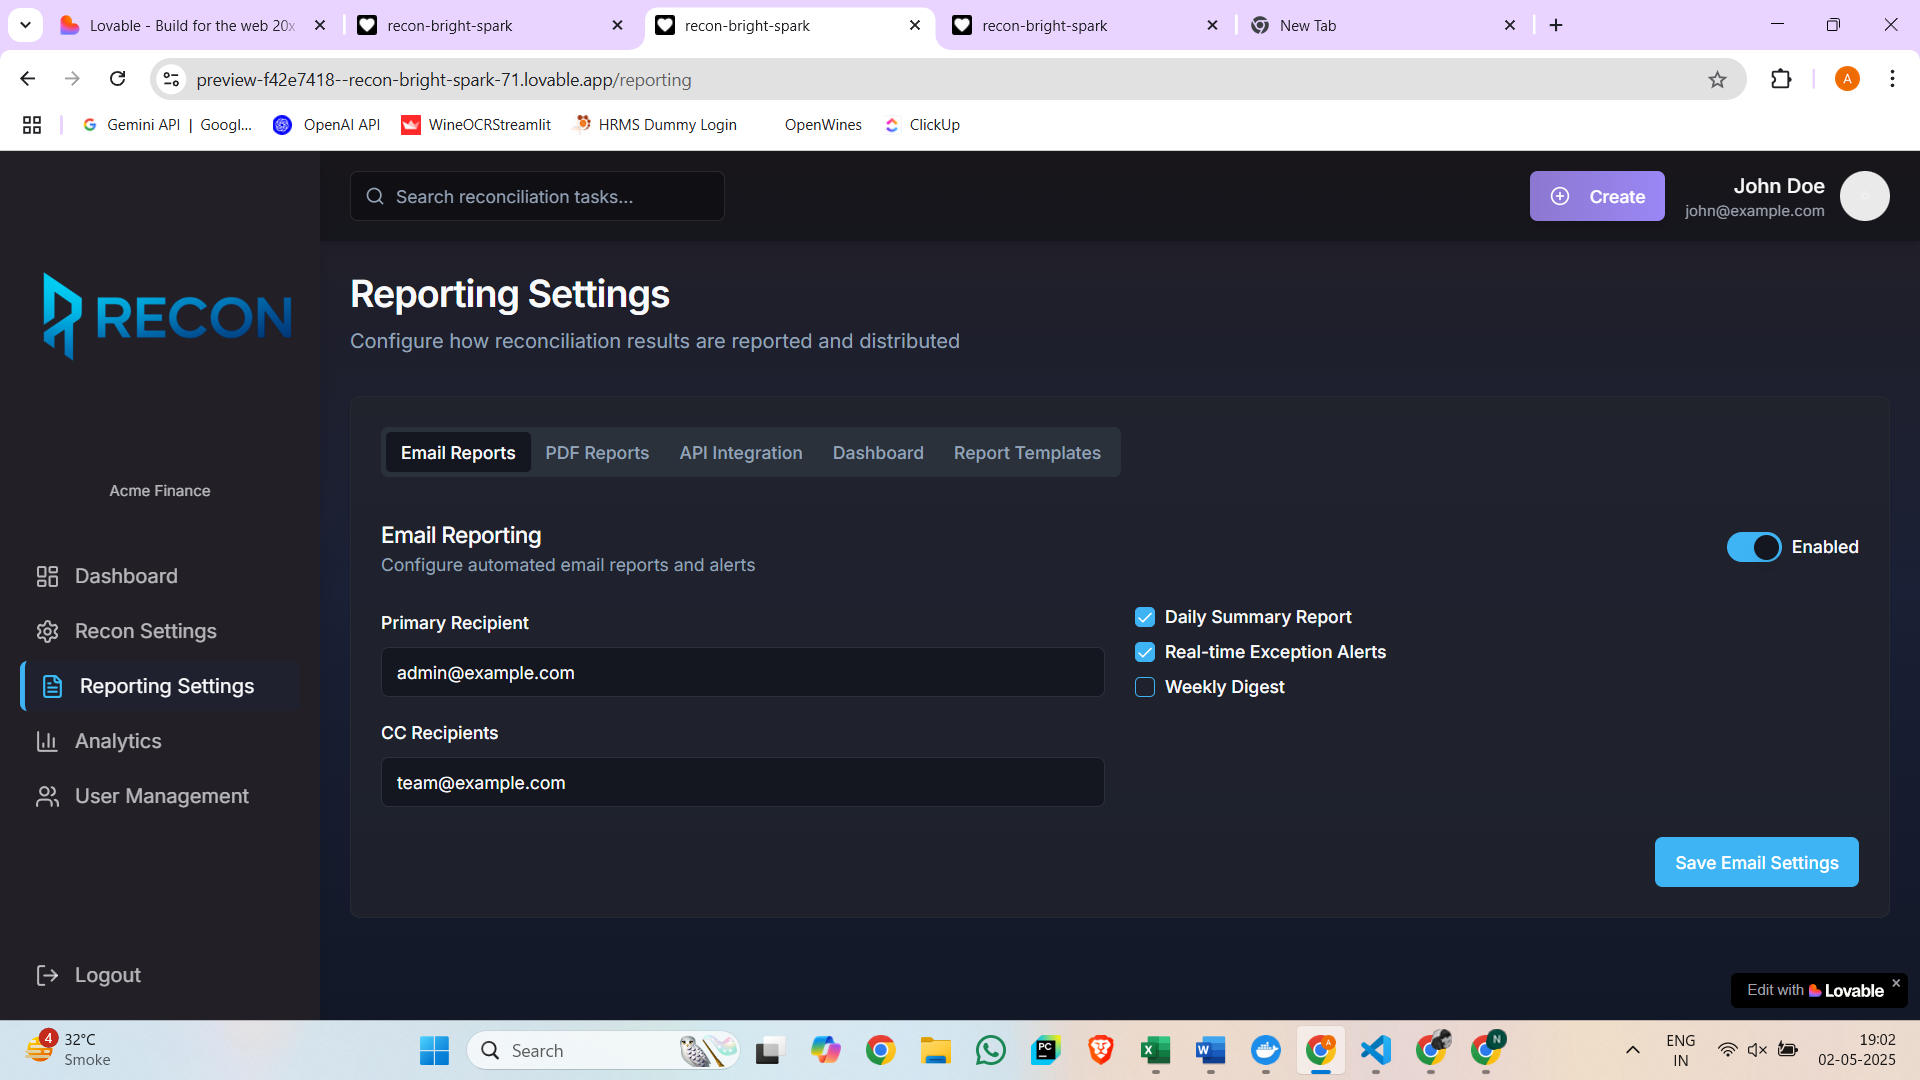 Lovable - Build for the web 20x
recon-bright-spark
recon-bright-spark
recon-bright-spark
New Tab
preview-f42e7418--recon-bright-spark-71.lovable.app/reporting
A
Gemini API | Googl...
OpenAI API
WineOCRStreamlit
HRMS Dummy Login
OpenWines
ClickUp
RECON
Acme Finance
Dashboard
Recon Settings
Reporting Settings
Analytics
User Management
Logout
Search reconciliation tasks...
Create
John Doe
john@example.com
Reporting Settings
Configure how reconciliation results are reported and distributed
Email Reports
PDF Reports
API Integration
Dashboard
Report Templates
Email Reporting
Configure automated email reports and alerts
Enabled
Primary Recipient
admin@example.com
CC Recipients
team@example.com
Daily Summary Report
Real-time Exception Alerts
Weekly Digest
Save Email Settings
Edit with Lovable
4
32°C
Smoke
Search
PC
X
W
A
N
ENG
IN
19:02
02-05-2025